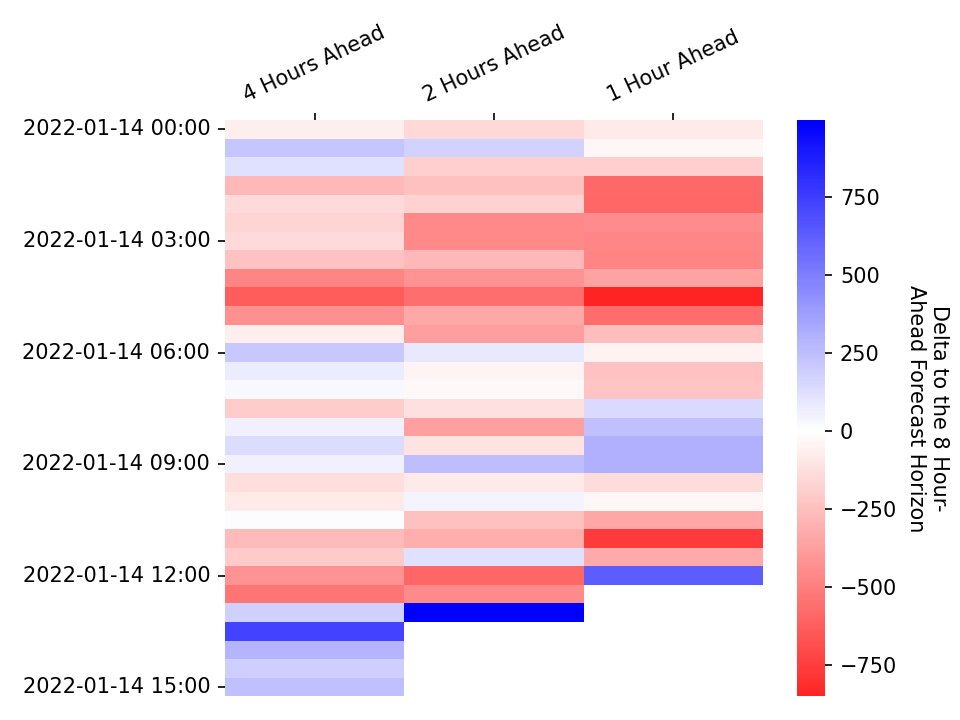 4 Hours Ahead
2 Hours Ahead
1 Hour Ahead
2022-01-14 00:00
2022-01-14 03:00
2022-01-14 06:00
2022-01-14 09:00
2022-01-14 12:00
2022-01-14 15:00
750
500
250
0
−250
−500
−750
Delta to the 8 Hour-
Ahead Forecast Horizon